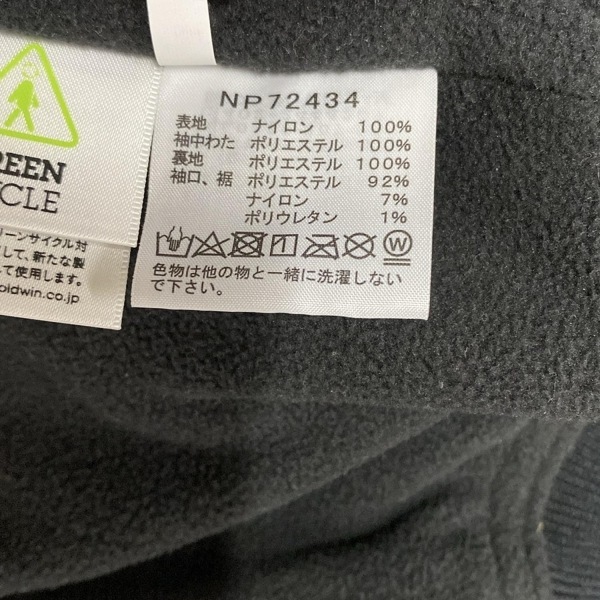 REEN
CLE
リーンサイクル対
して、新たな製
て使用します。
oldwin.co.jp
NP72434
表地 ナイロン 100%
袖中わた ポリエステル 100%
裏地 ポリエステル 100%
袖口、裾 ポリエステル 92%
ナイロン 7%
ポリウレタン 1%
W
色物は他の物と一緒に洗濯しない
で下さい。